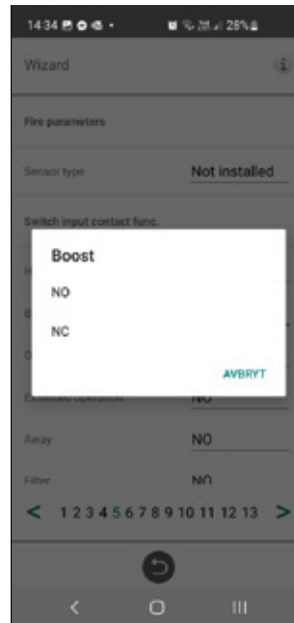 14:34
28%
Wizard
i
Fire parameters
Sensor type Not installed
Switch input contact func.
H
Boost
NO
NC
AVBRYT
Extended operation NO
Away NO
Filter NO
< 1 2 3 4 5 6 7 8 9 10 11 12 13 >